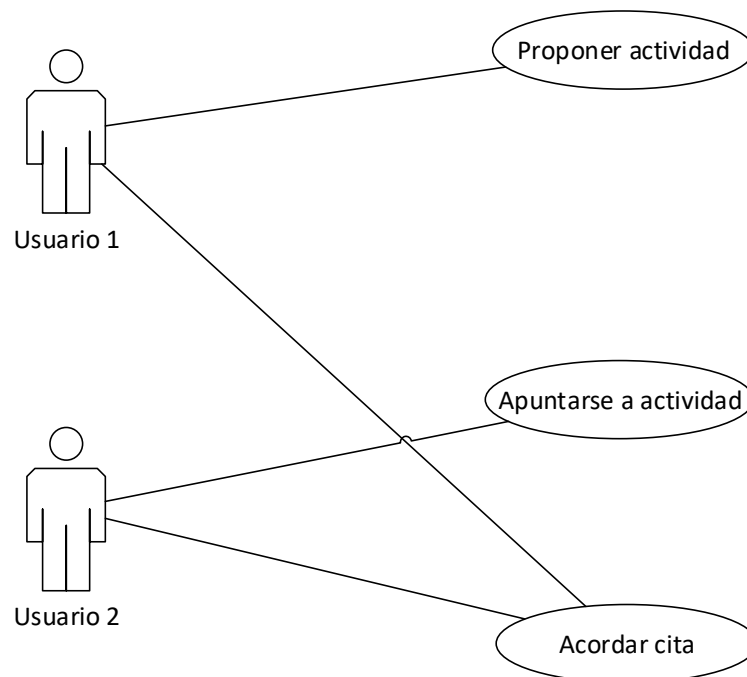 Proponer actividad
Usuario 1
Apuntarse a actividad
Usuario 2
Acordar cita